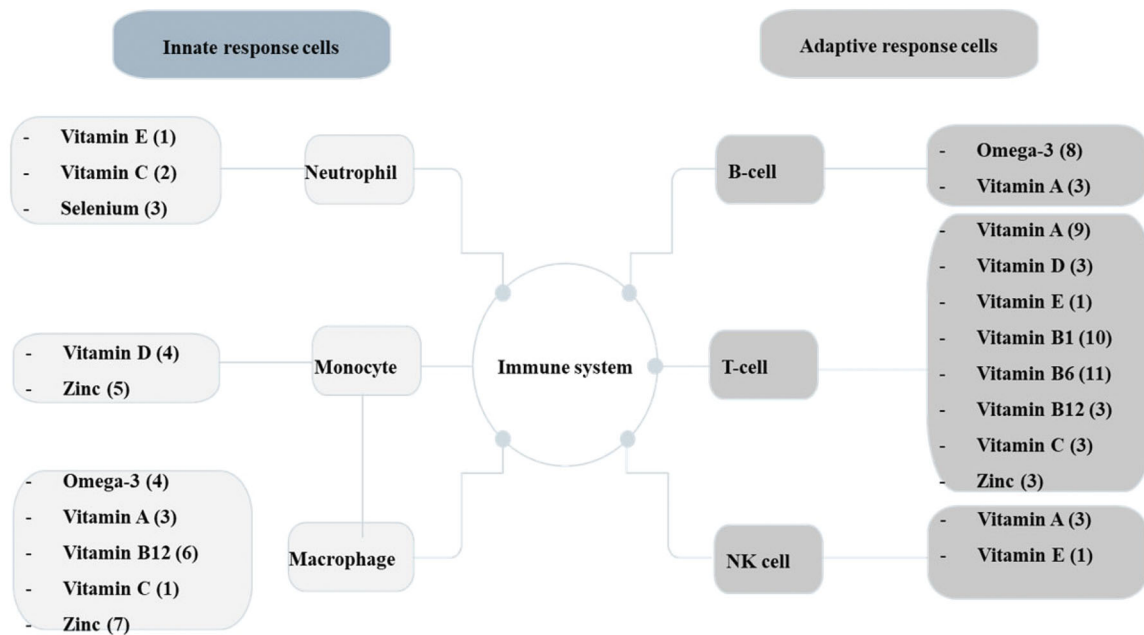 Innate response cells
Adaptive response cells
- Vitamin E (1)
- Vitamin C (2)
- Selenium (3)
Neutrophil
- Vitamin D (4)
- Zinc (5)
Monocyte
- Omega-3 (4)
- Vitamin A (3)
- Vitamin B12 (6)
- Vitamin C (1)
- Zinc (7)
Macrophage
Immune system
B-cell
- Omega-3 (8)
- Vitamin A (3)
T-cell
- Vitamin A (9)
- Vitamin D (3)
- Vitamin E (1)
- Vitamin B1 (10)
- Vitamin B6 (11)
- Vitamin B12 (3)
- Vitamin C (3)
- Zinc (3)
NK cell
- Vitamin A (3)
- Vitamin E (1)